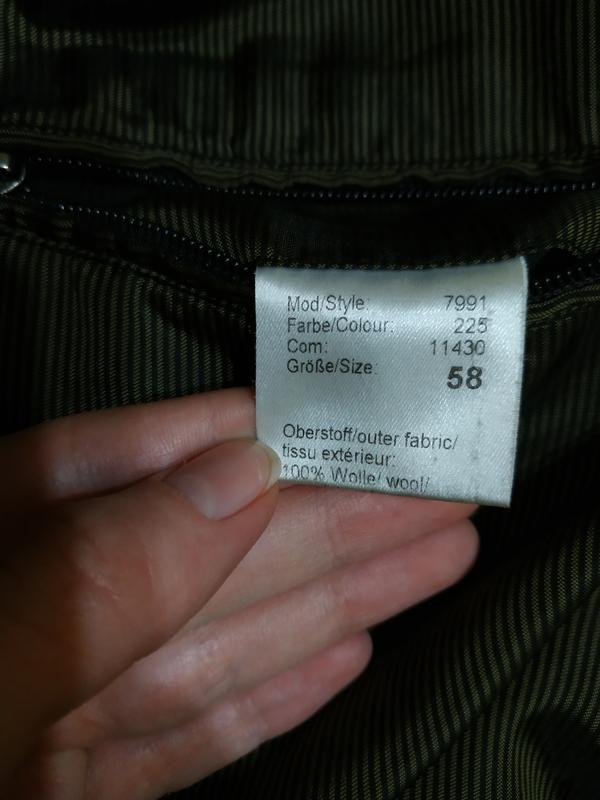 Mod/Style: 7991
Farbe/Colour: 225
Com: 11430
Größe/Size: 58
Oberstoff/outer fabric/
tissu extérieur:
100% Wolle/ wool/